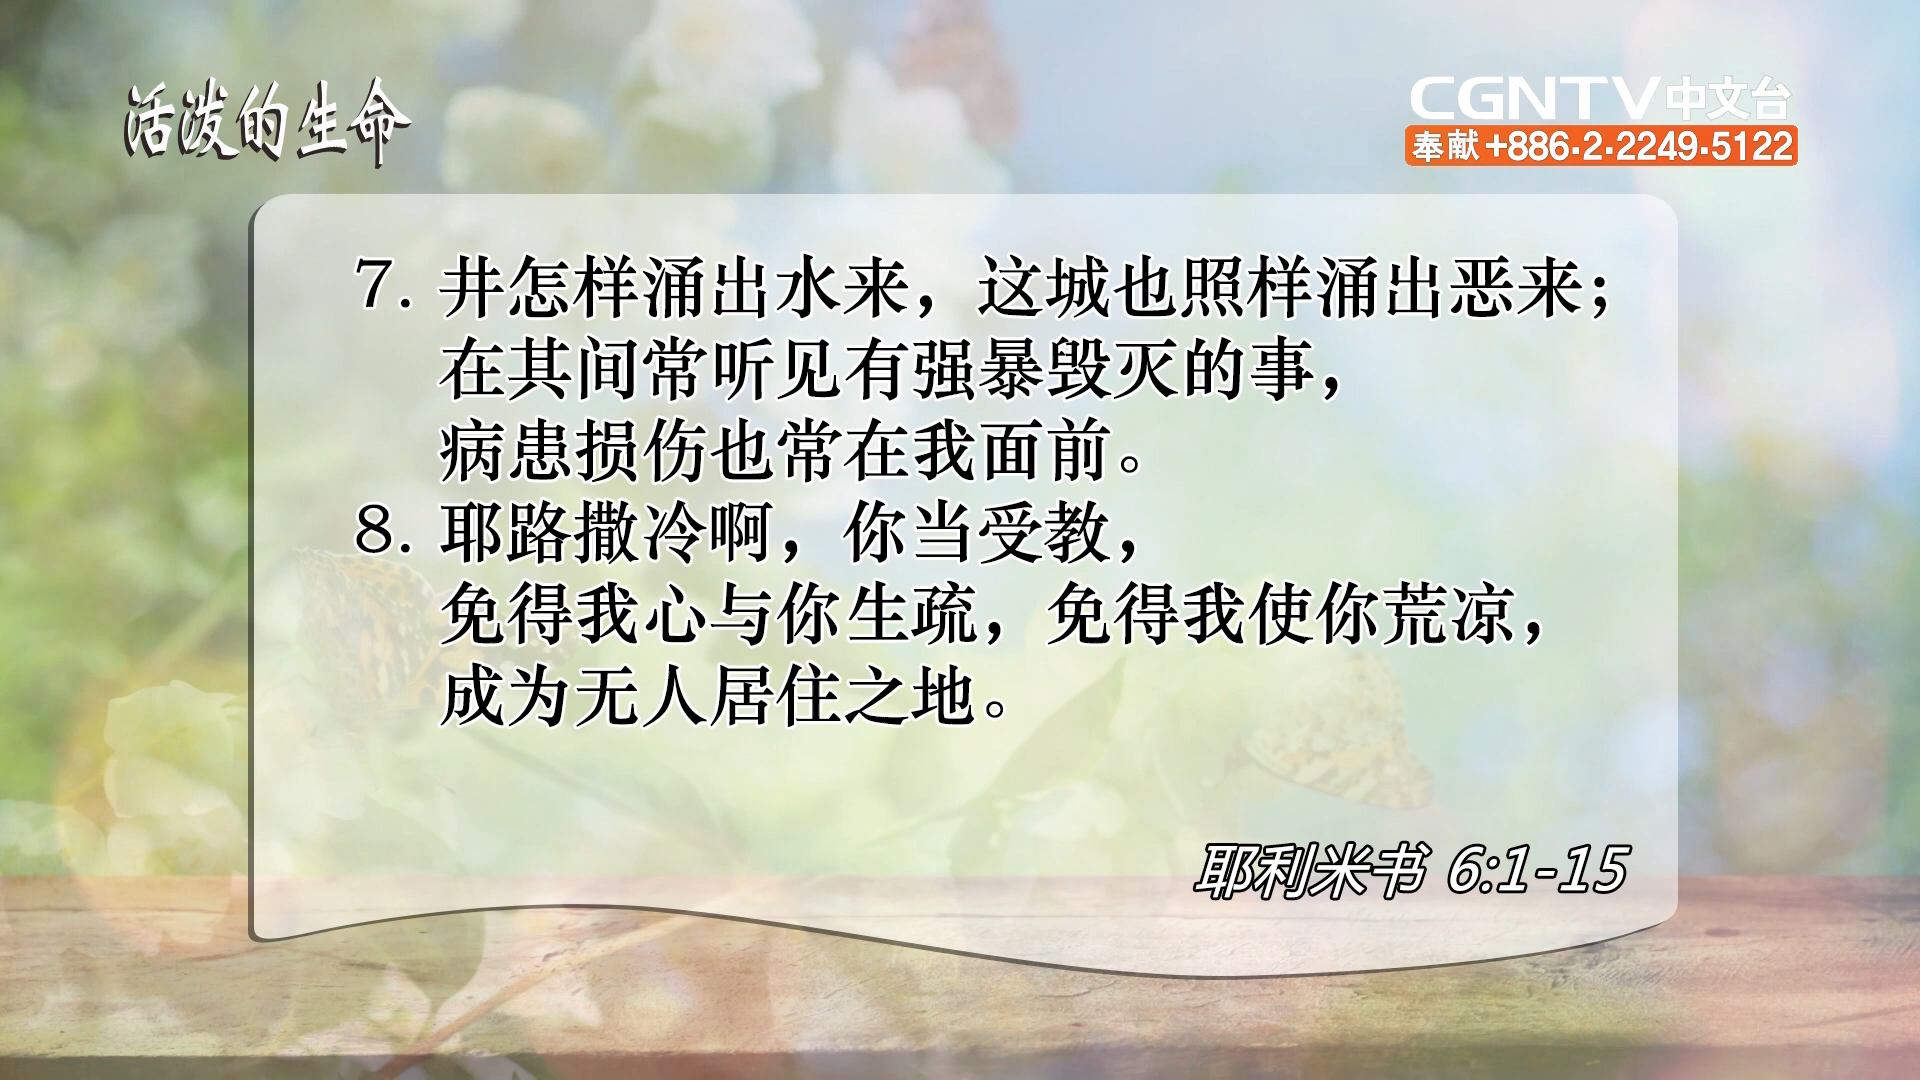 活泼的生命
CGNTV中文台
奉献 +886·2·2249·5122
7. 井怎样涌出水来，这城也照样涌出恶来；
在其间常听见有强暴毁灭的事，
病患损伤也常在我面前。
8. 耶路撒冷啊，你当受教，
免得我心与你生疏，免得我使你荒凉，
成为无人居住之地。
耶利米书 6:1-15